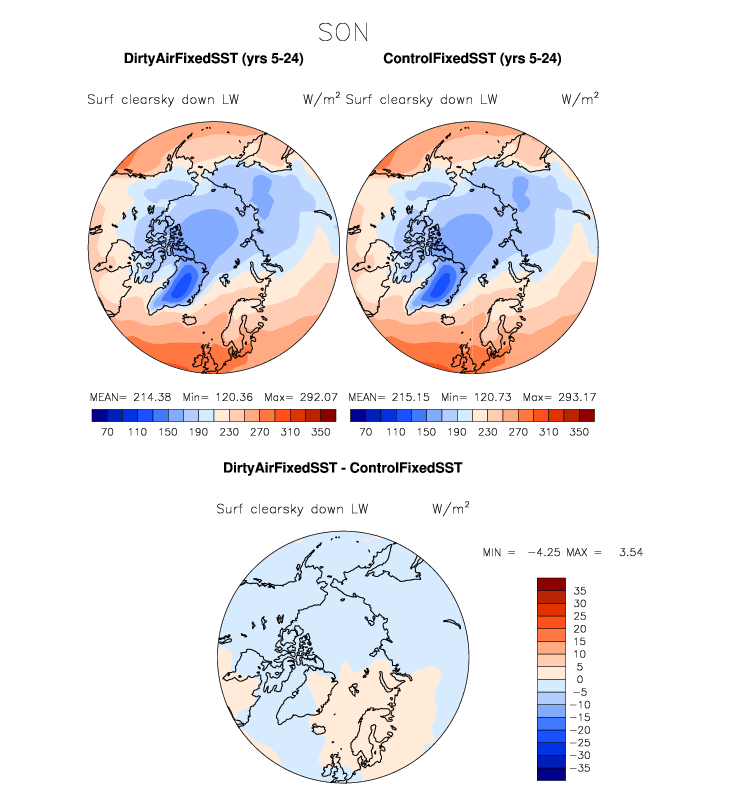 SON
DirtyAirFixedSST (yrs 5-24) ControlFixedSST (yrs 5-24)
Surf clearsky down LW W/m² Surf clearsky down LW W/m²
MEAN= 214.38 Min= 120.36 Max= 292.07 MEAN= 215.15 Min= 120.73 Max= 293.17
70 110 150 190 230 270 310 350 70 110 150 190 230 270 310 350
DirtyAirFixedSST - ControlFixedSST
Surf clearsky down LW W/m²
MIN = -4.25 MAX = 3.54
35
30
25
20
15
10
5
0
-5
-10
-15
-20
-25
-30
-35